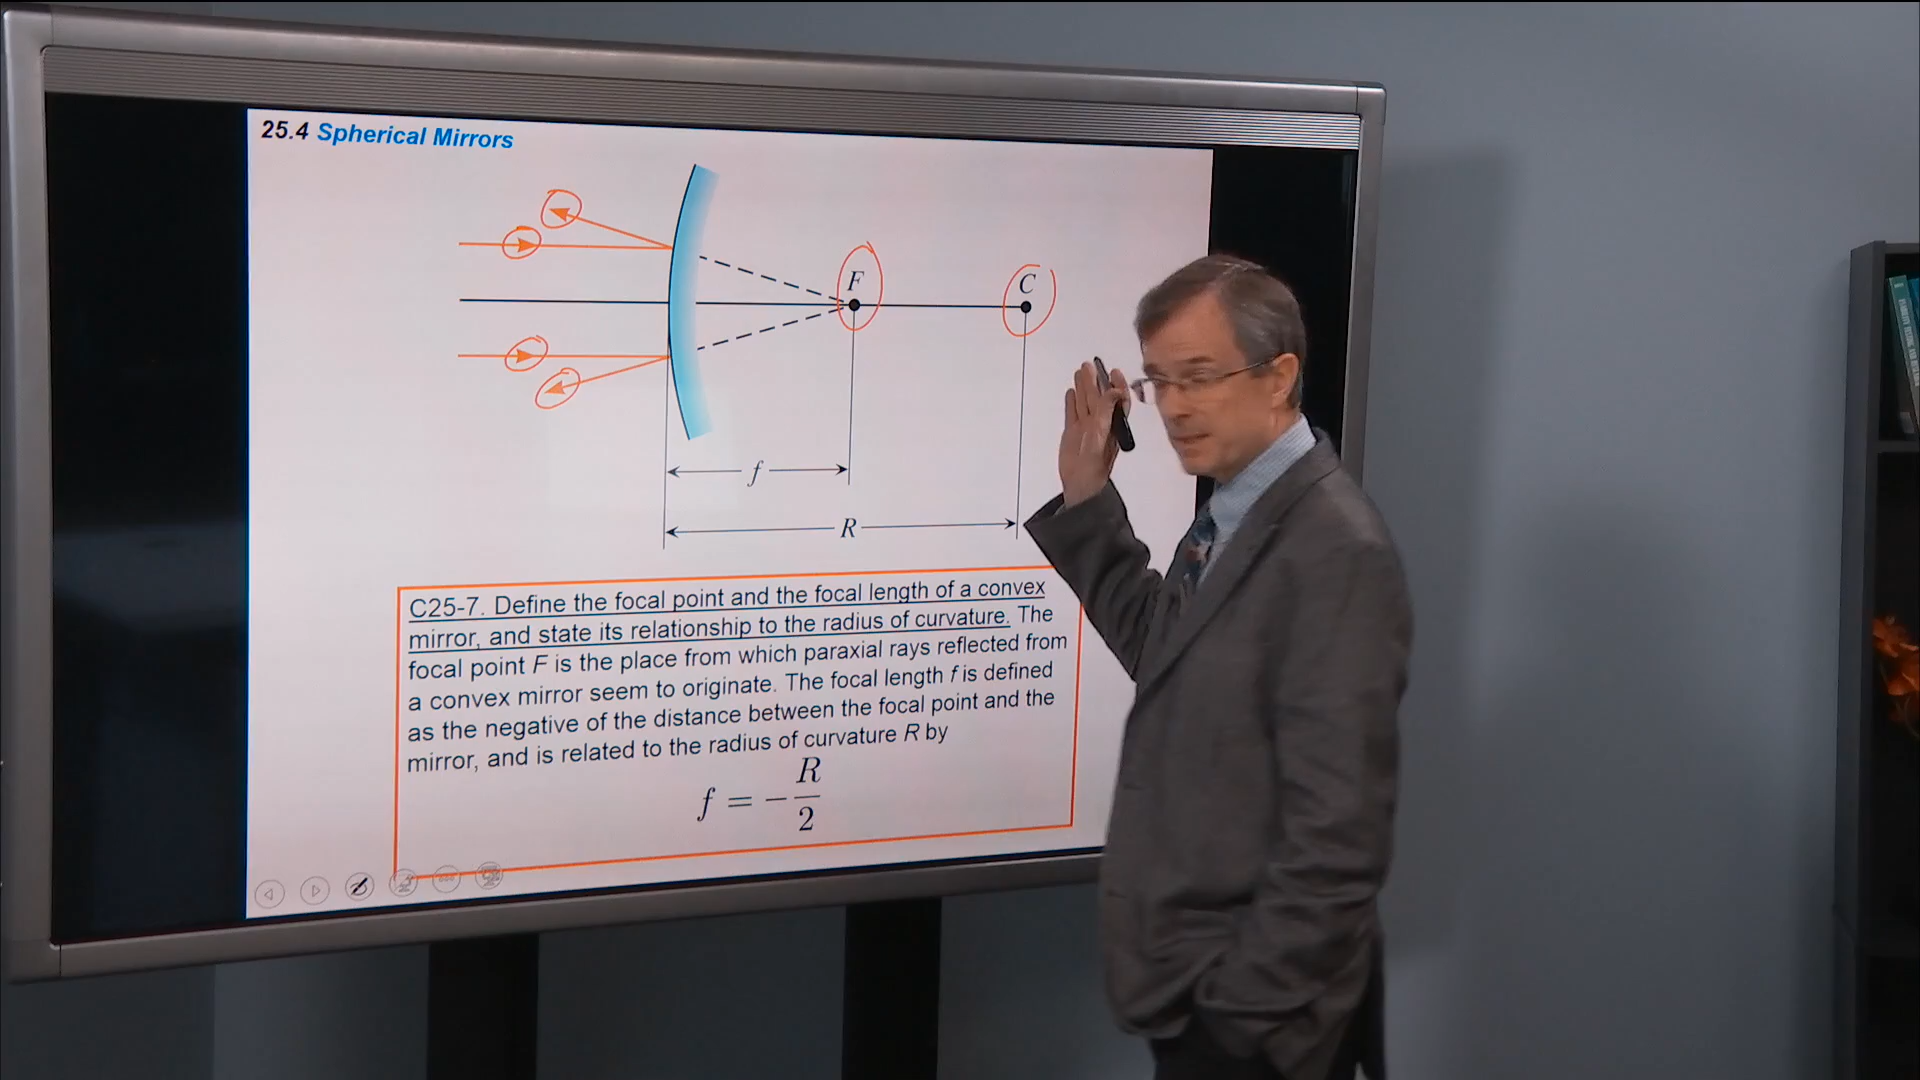 25.4 Spherical Mirrors
F
C
f
R
C25-7. Define the focal point and the focal length of a convex
mirror, and state its relationship to the radius of curvature. The
focal point F is the place from which paraxial rays reflected from
a convex mirror seem to originate. The focal length f is defined
as the negative of the distance between the focal point and the
mirror, and is related to the radius of curvature R by
f = - R/2